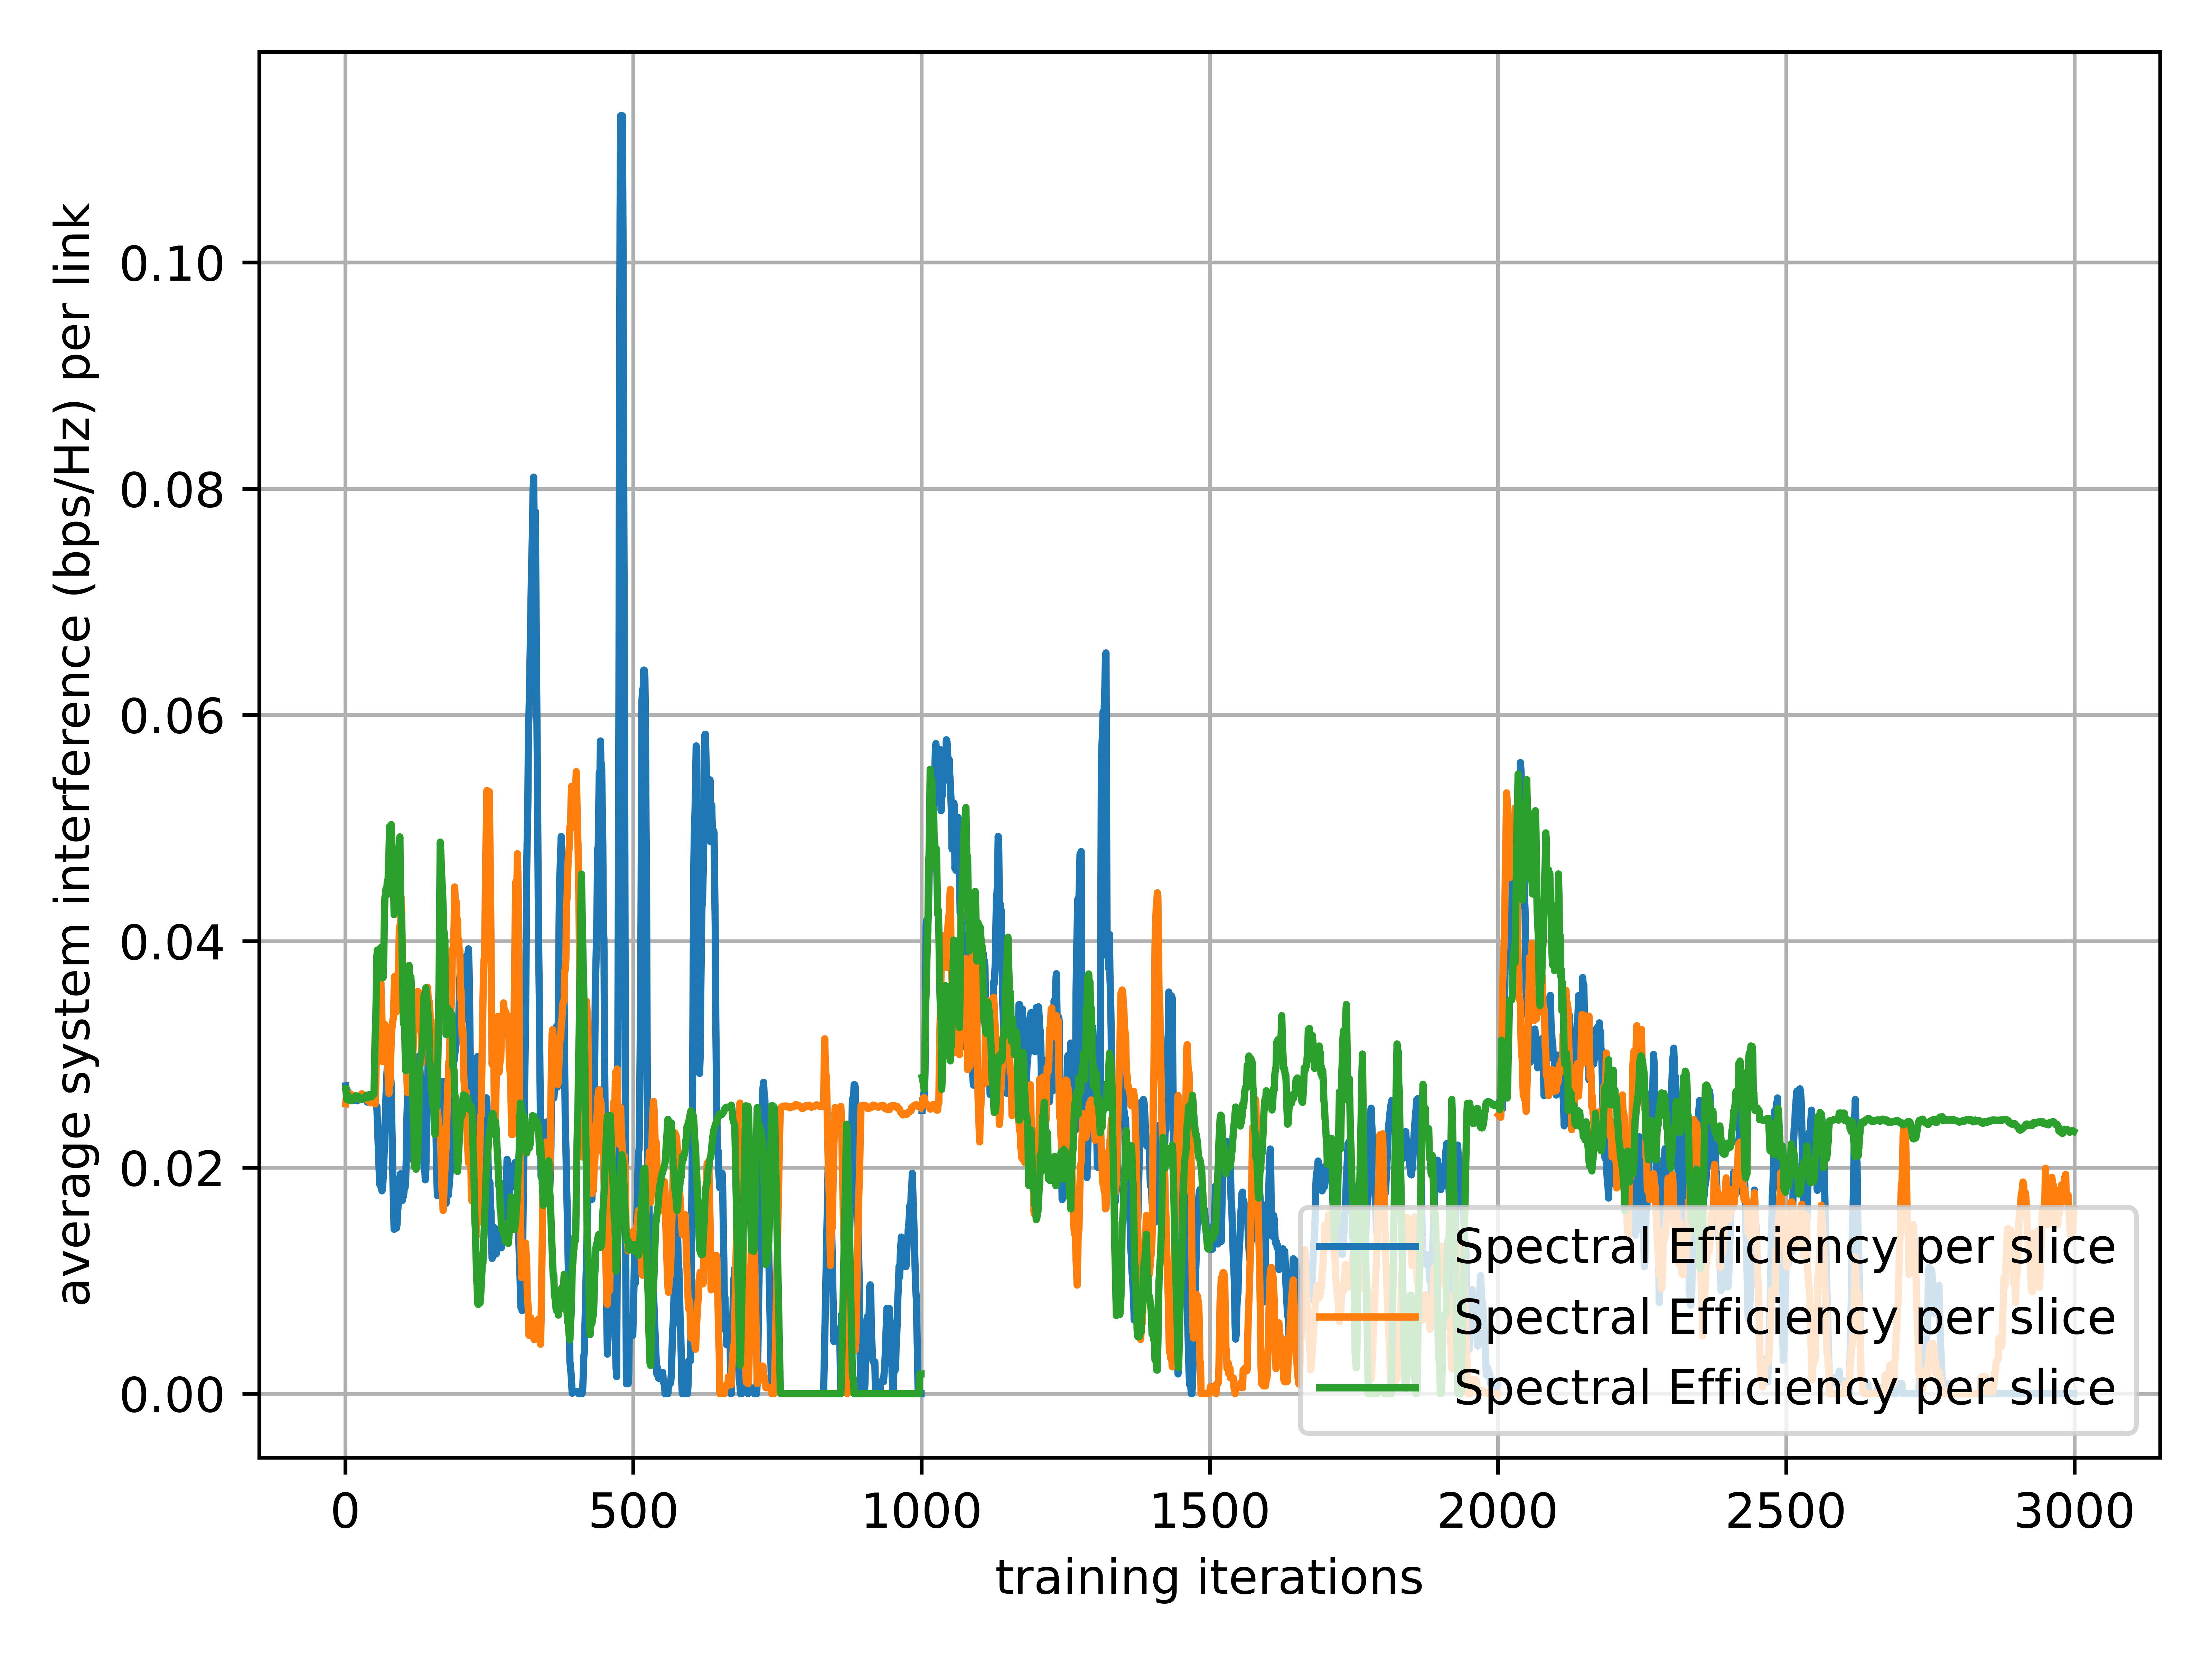 average system interference (bps/Hz) per link
0.10
0.08
0.06
0.04
0.02
0.00
Spectral Efficiency per slice
Spectral Efficiency per slice
Spectral Efficiency per slice
0 500 1000 1500 2000 2500 3000
training iterations